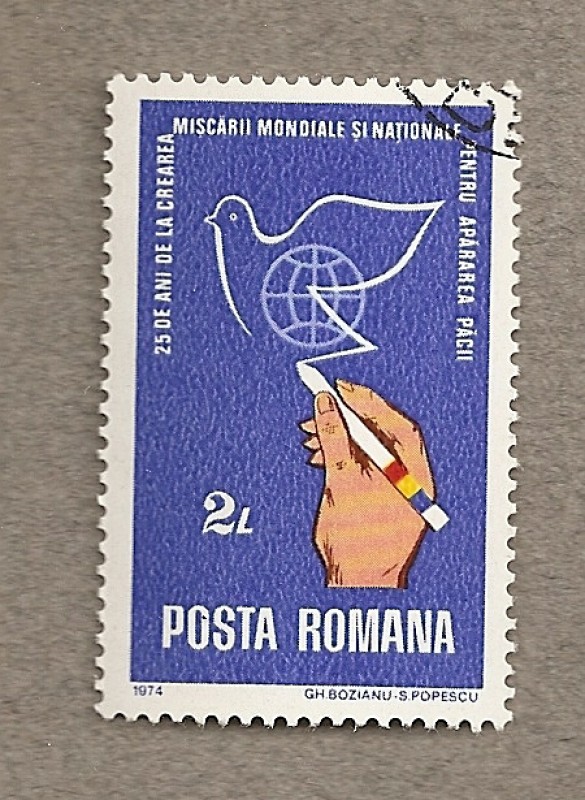 25 DE ANI DE LA CREAREA
MIȘCĂRII MONDIALE ȘI NAȚIONALE
PENTRU APĂRAREA PĂCII
2L
POSTA ROMANA
1974 GH.BOZIANU-S.POPESCU